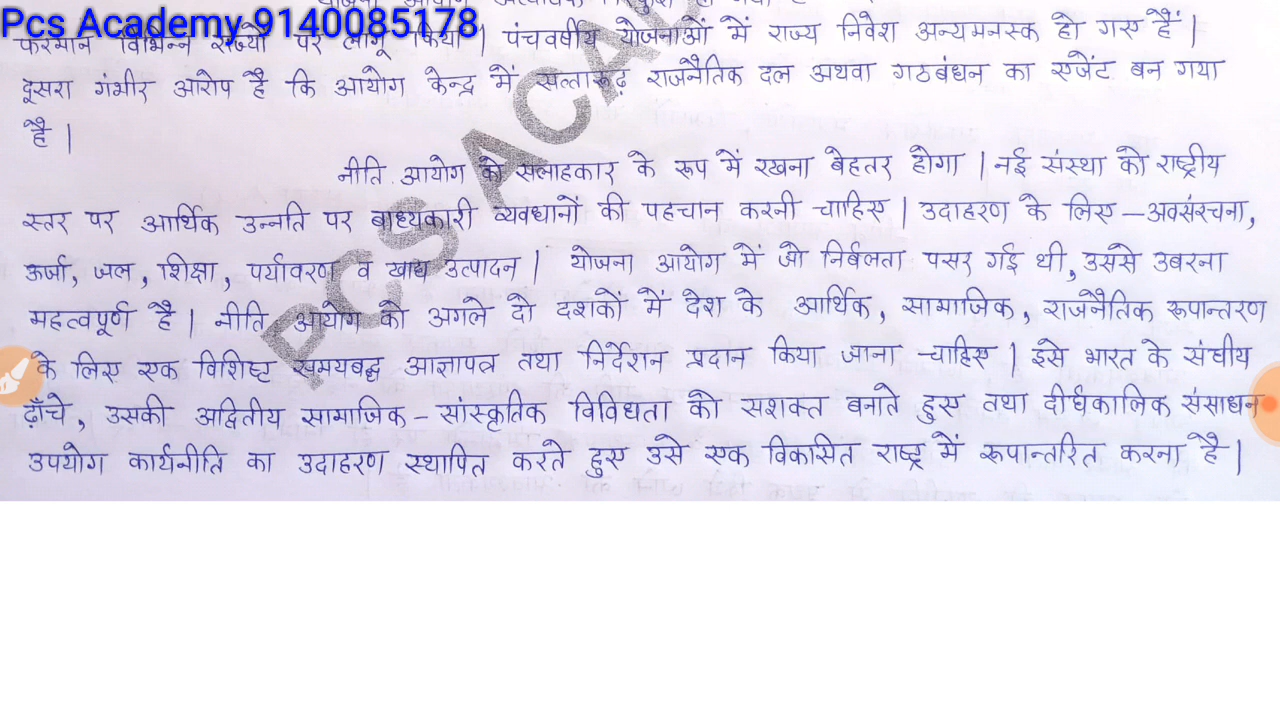 Pcs Academy 9140085178
फरमान विभिन्न राज्यों पर लागू किया | पंचवर्षीय योजनाओं में राज्य निवेश अन्यमनस्क हो गए हैं |
दूसरा गंभीर आरोप है कि आयोग केन्द्र में सत्तारूढ़ राजनैतिक दल अथवा गठबंधन का एजेंट बन गया
है |
नीति आयोग को सलाहकार के रूप में रखना बेहतर होगा | नई संस्था को राष्ट्रीय
स्तर पर आर्थिक उन्नति पर बाध्यकारी व्यवधानों की पहचान करनी चाहिए | उदाहरण के लिए – अवसंरचना,
ऊर्जा, जल, शिक्षा, पर्यावरण व खाद्य उत्पादन | योजना आयोग में जो निर्बलता पसर गई थी, उससे उबरना
महत्वपूर्ण है | नीति आयोग को अगले दो दशकों में देश के आर्थिक, सामाजिक, राजनैतिक रूपान्तरण
के लिए एक विशिष्ट समयबद्ध आज्ञापत्र तथा निर्देशन प्रदान किया जाना चाहिए | इसे भारत के संघीय
ढ़ाँचे, उसकी अद्वितीय सामाजिक – सांस्कृतिक विविधता को सशक्त बनाते हुए तथा दीर्घकालिक संसाधन
उपयोग कार्यनीति का उदाहरण स्थापित करते हुए उसे एक विकासित राष्ट्र में रूपान्तरित करना है |
PCS ACA